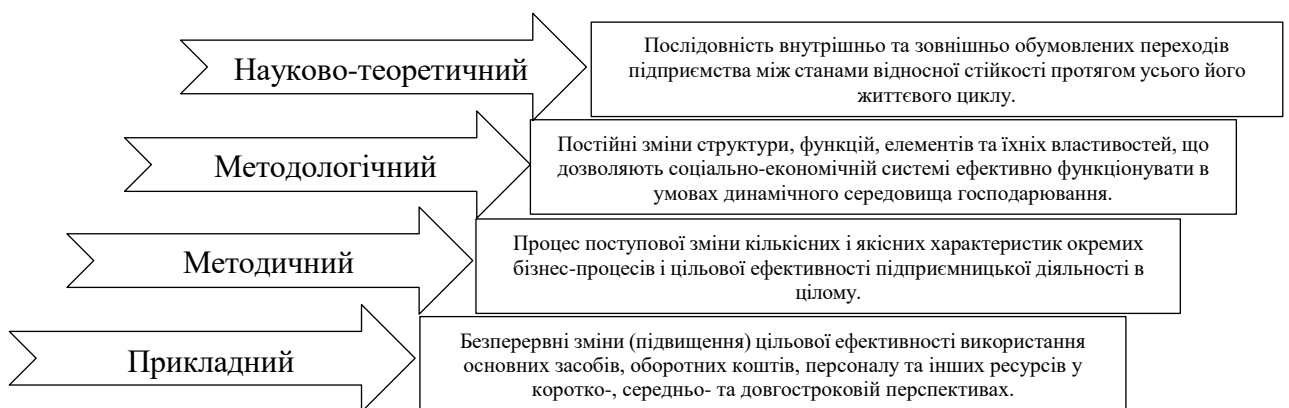 Науково-теоретичний
Послідовність внутрішньо та зовнішньо обумовлених переходів
підприємства між станами відносної стійкості протягом усього його
життєвого циклу.
Методологічний
Постійні зміни структури, функцій, елементів та їхніх властивостей, що
дозволяють соціально-економічній системі ефективно функціонувати в
умовах динамічного середовища господарювання.
Методичний
Процес поступової зміни кількісних і якісних характеристик окремих
бізнес-процесів і цільової ефективності підприємницької діяльності в
цілому.
Прикладний
Безперервні зміни (підвищення) цільової ефективності використання
основних засобів, оборотних коштів, персоналу та інших ресурсів у
коротко-, середньо- та довгостроковій перспективах.